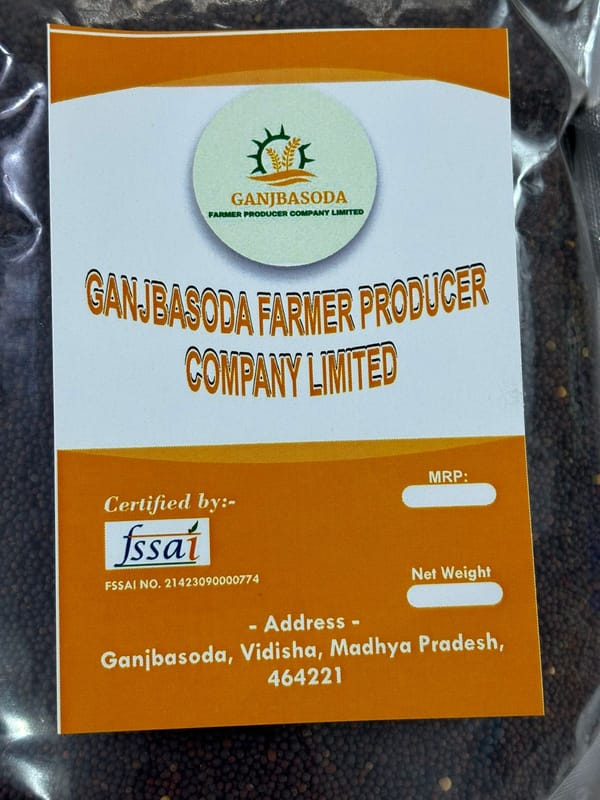 GANJBASODA
FARMER PRODUCER COMPANY LIMITED
GANJBASODA FARMER PRODUCER
COMPANY LIMITED
Certified by:-
fssai
FSSAI NO. 21423090000774
MRP:
Net Weight
- Address -
Ganjbasoda, Vidisha, Madhya Pradesh,
464221